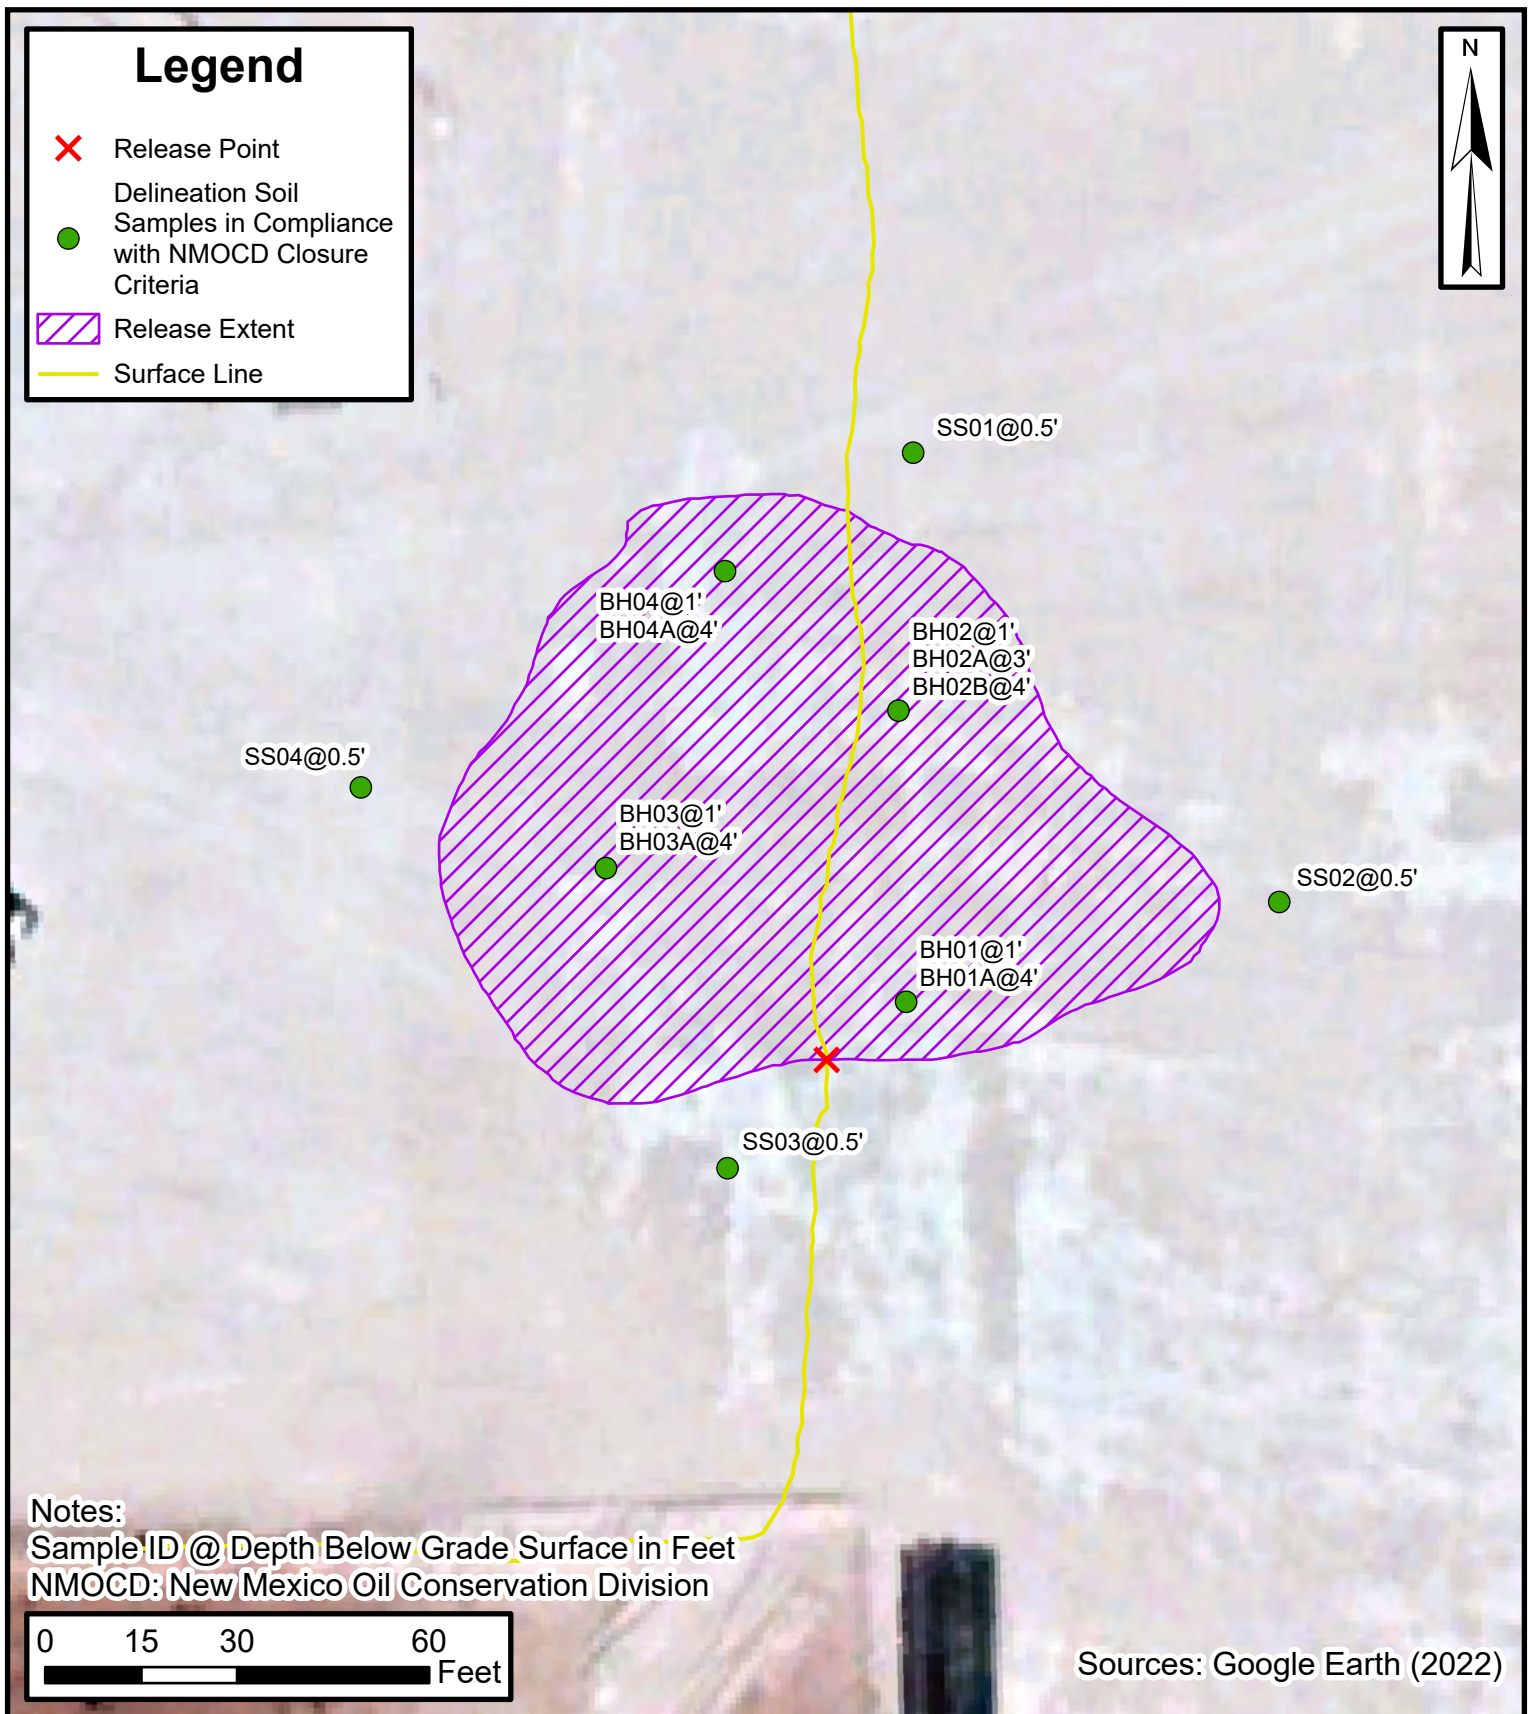 Legend
Release Point
Delineation Soil
Samples in Compliance
with NMOCD Closure
Criteria
Release Extent
Surface Line
N
SS01@0.5'
BH04@1'
BH04A@4'
BH02@1'
BH02A@3'
BH02B@4'
SS04@0.5'
BH03@1'
BH03A@4'
SS02@0.5'
BH01@1'
BH01A@4'
SS03@0.5'
Notes:
Sample ID @ Depth Below Grade Surface in Feet
NMOCD: New Mexico Oil Conservation Division
0 15 30 60
Feet
Sources: Google Earth (2022)